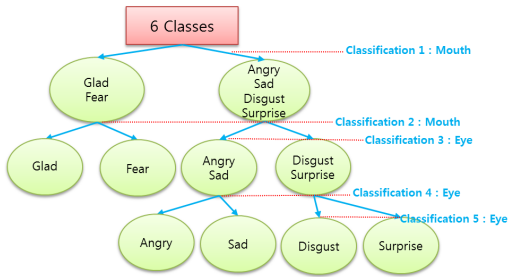 6 Classes
Classification 1 : Mouth
Glad
Fear
Angry
Sad
Disgust
Surprise
Classification 2 : Mouth
Classification 3 : Eye
Glad
Fear
Angry
Sad
Disgust
Surprise
Classification 4 : Eye
Classification 5 : Eye
Angry
Sad
Disgust
Surprise